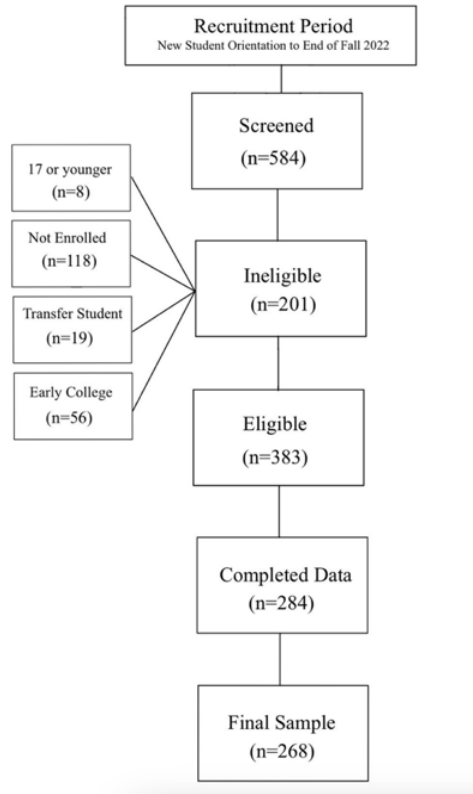 Recruitment Period
New Student Orientation to End of Fall 2022
Screened
(n=584)
17 or younger
(n=8)
Not Enrolled
(n=118)
Transfer Student
(n=19)
Early College
(n=56)
Ineligible
(n=201)
Eligible
(n=383)
Completed Data
(n=284)
Final Sample
(n=268)